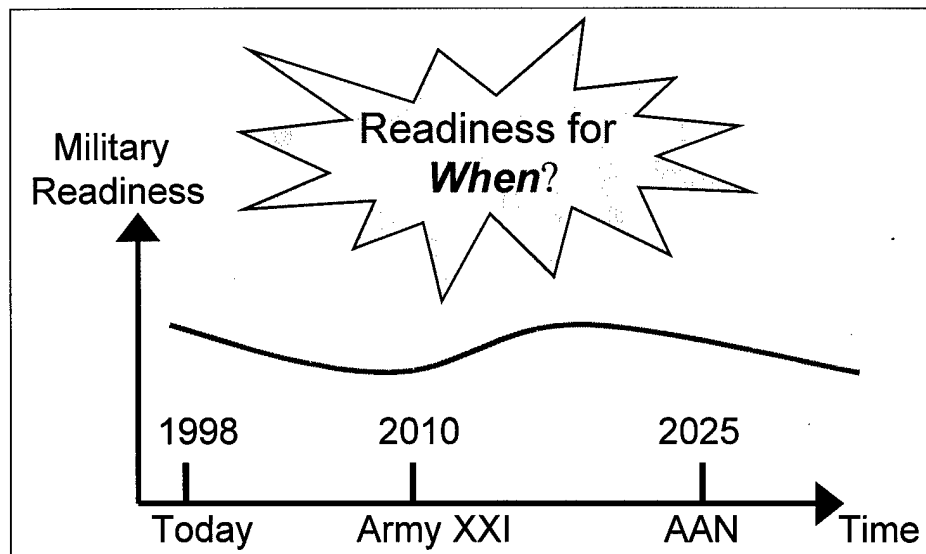 Readiness for
When?
Military
Readiness
1998
2010
2025
Today
Army XXI
AAN
Time